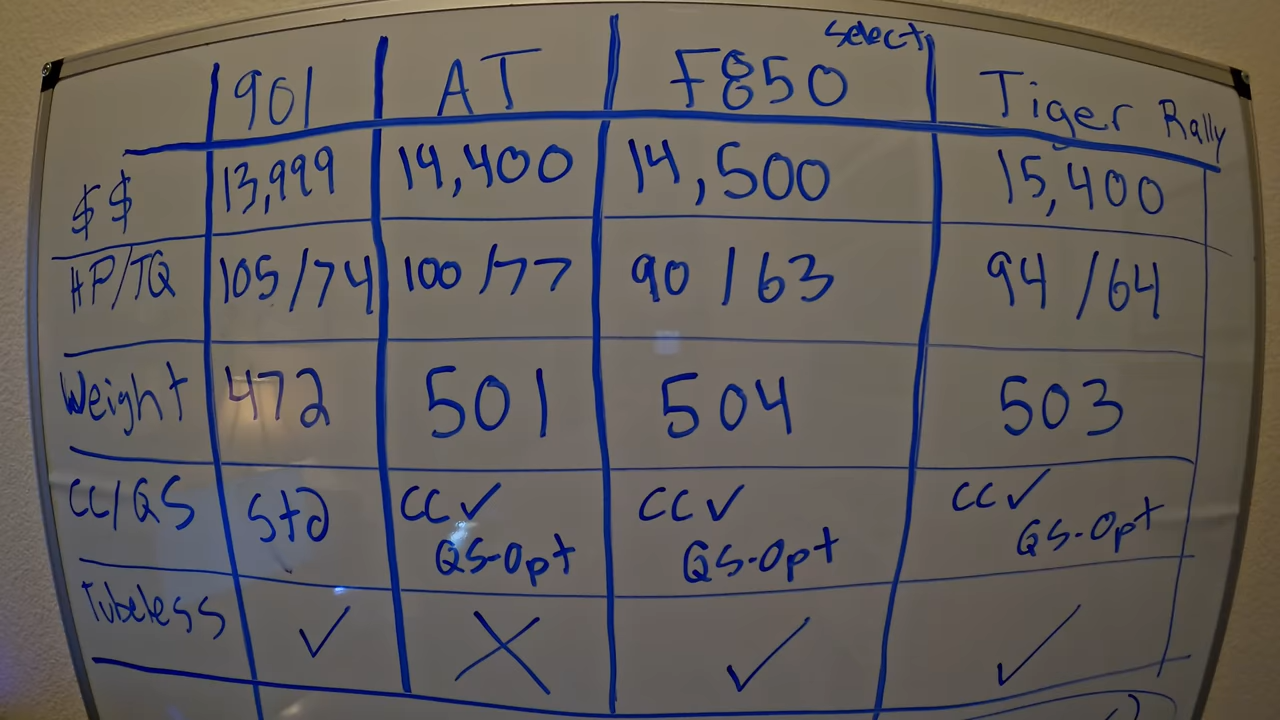 901 AT F850 Select Tiger Rally
$$ 13,999 14,400 14,500 15,400
HP/TQ 105/74 100/77 90/63 94/64
Weight 472 501 504 503
CC/QS Std CC✓ QS-Opt CC✓ QS-Opt CC✓ QS-Opt
Tubeless ✓ X ✓ ✓